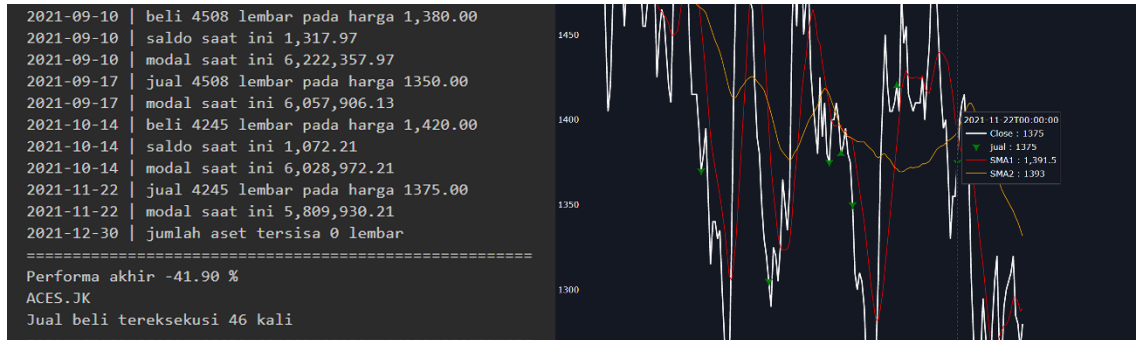 2021-09-10 | beli 4508 lembar pada harga 1,380.00
2021-09-10 | saldo saat ini 1,317.97
2021-09-10 | modal saat ini 6,222,357.97
2021-09-17 | jual 4508 lembar pada harga 1350.00
2021-09-17 | modal saat ini 6,057,906.13
2021-10-14 | beli 4245 lembar pada harga 1,420.00
2021-10-14 | saldo saat ini 1,072.21
2021-10-14 | modal saat ini 6,028,972.21
2021-11-22 | jual 4245 lembar pada harga 1375.00
2021-11-22 | modal saat ini 5,809,930.21
2021-12-30 | jumlah aset tersisa 0 lembar
=======================================================
Performa akhir -41.90 %
ACES.JK
Jual beli tereksekusi 46 kali
1450
1400
1350
1300
2021-11-22T00:00:00
Close : 1375
jual : 1375
SMA1 : 1,391.5
SMA2 : 1393